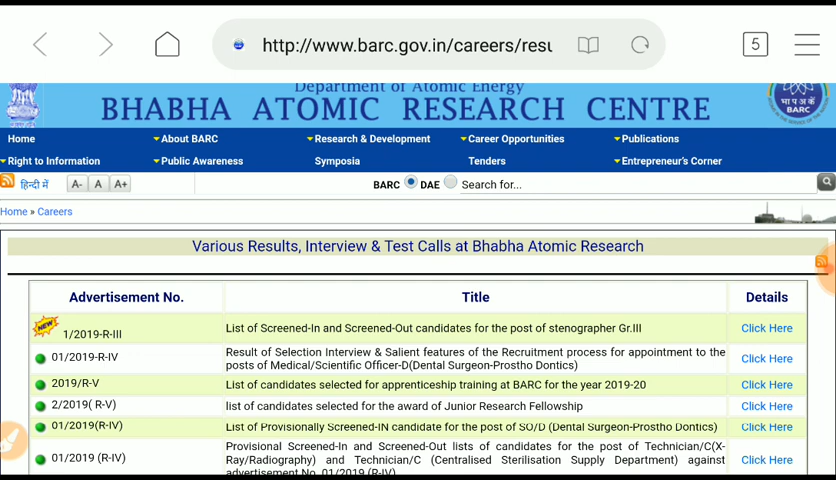 http://www.barc.gov.in/careers/resu
5
Department of Atomic Energy
BHABHA ATOMIC RESEARCH CENTRE
भापअके
BARC
Home
About BARC
Research & Development
Career Opportunities
Publications
Right to Information
Public Awareness
Symposia
Tenders
Entrepreneur's Corner
हिन्दी में
A- A A+
BARC DAE Search for...
Home » Careers
Various Results, Interview & Test Calls at Bhabha Atomic Research
Advertisement No. Title Details
NEW 1/2019-R-III List of Screened-In and Screened-Out candidates for the post of stenographer Gr.III Click Here
01/2019-R-IV Result of Selection Interview & Salient features of the Recruitment process for appointment to the
posts of Medical/Scientific Officer-D(Dental Surgeon-Prostho Dontics) Click Here
2019/R-V List of candidates selected for apprenticeship training at BARC for the year 2019-20 Click Here
2/2019( R-V) list of candidates selected for the award of Junior Research Fellowship Click Here
01/2019(R-IV) List of Provisionally Screened-IN candidate for the post of SO/D (Dental Surgeon-Prostho Dontics) Click Here
01/2019 (R-IV) Provisional Screened-In and Screened-Out lists of candidates for the post of Technician/C(X-
Ray/Radiography) and Technician/C (Centralised Sterilisation Supply Department) against Click Here
advertisement No. 01/2019 (R-IV)